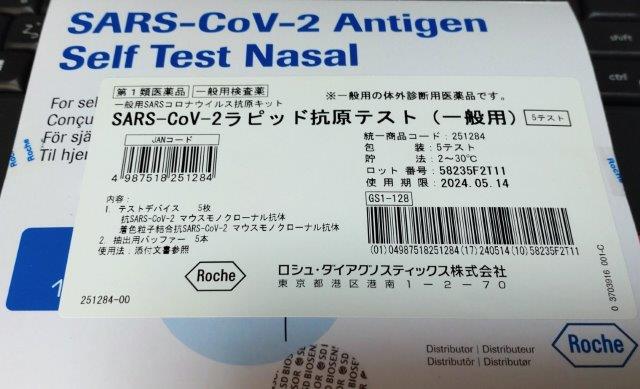 SARS-CoV-2 Antigen
Self Test Nasal
第1類医薬品 一般用検査薬
※一般用の体外診断用医薬品です。
一般用SARSコロナウイルス抗原キット
SARS-CoV-2ラピッド抗原テスト（一般用） 5テスト
For sel
Conçu
För sjä
Til hjem
JANコード
4 987518 251284
統一商品コード : 251284
包装 : 5テスト
貯法 : 2～30℃
ロット番号 : 58235F2T11
使用期限 : 2024.05.14
GS1-128
(01)04987518251284(17)240514(10)58235F2T11
内容 :
1. テストデバイス 5枚
抗SARS-CoV-2 マウスモノクローナル抗体
着色粒子結合抗SARS-CoV-2 マウスモノクローナル抗体
2. 抽出用バッファー 5本
使用法 : 添付文書参照
Roche
ロシュ・ダイアグノスティックス株式会社
東京都港区港南1-2-70
251284-00
0 3703916 001-C
1
Roche
Distributor | Distributeur
Distributör | Distributør
SD BIOSENSOR